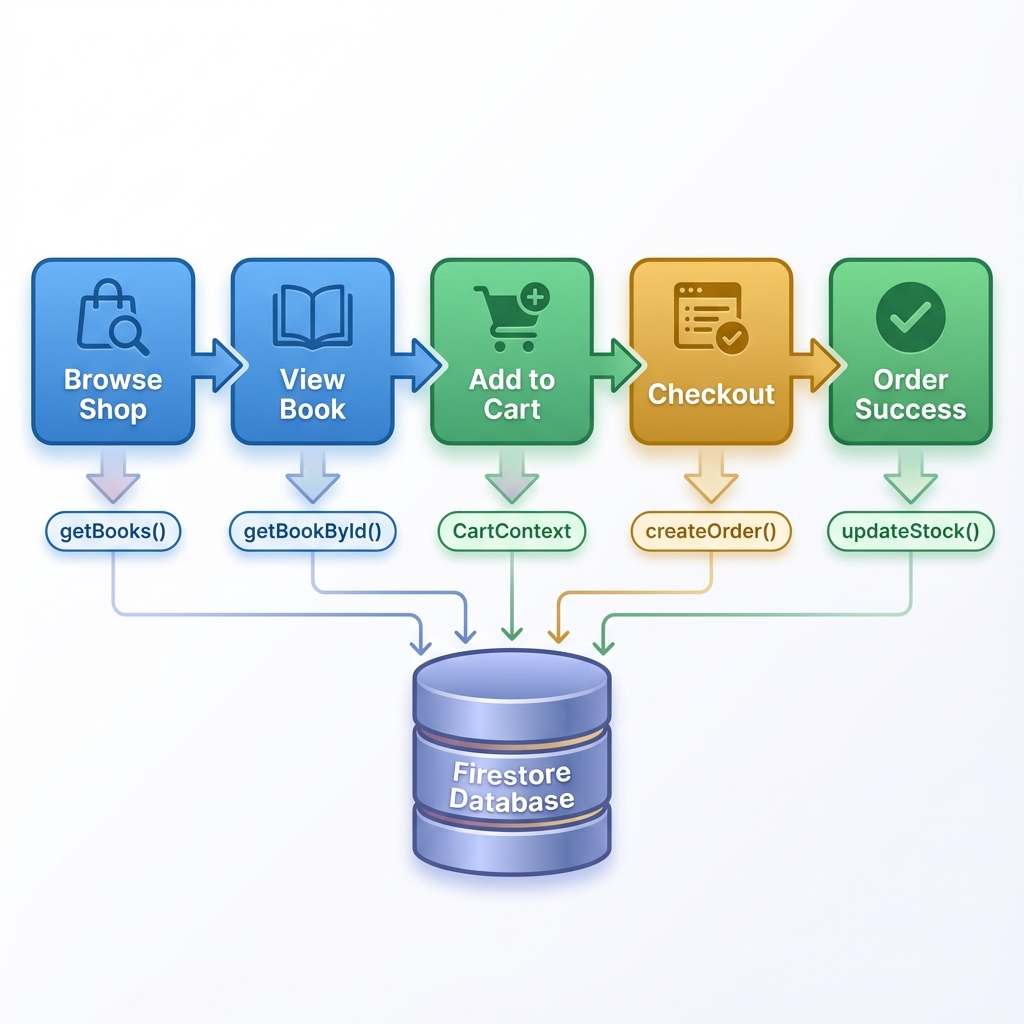 Browse
Shop
View
Book
Add to
Cart
Checkout
Order
Success
getBooks()
getBookById()
CartContext
createOrder()
updateStock()
Firestore
Database